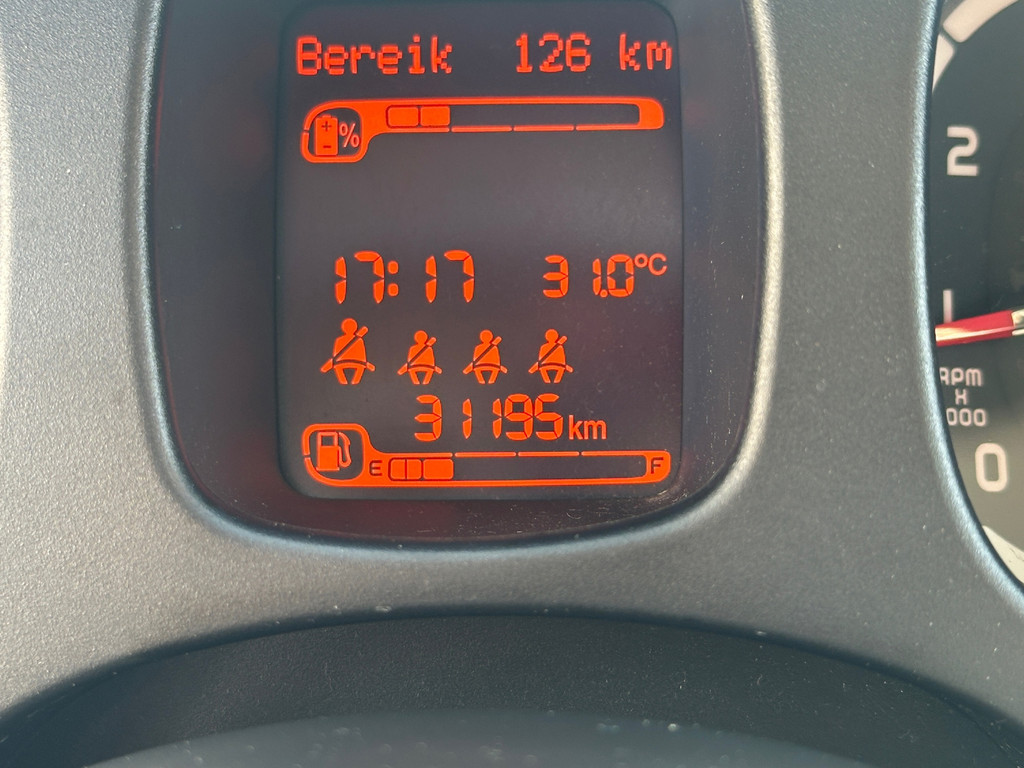 Bereik 126 km
%
17:17 31.0°C
31195 km
E F
2
1
RPM
X
000
0